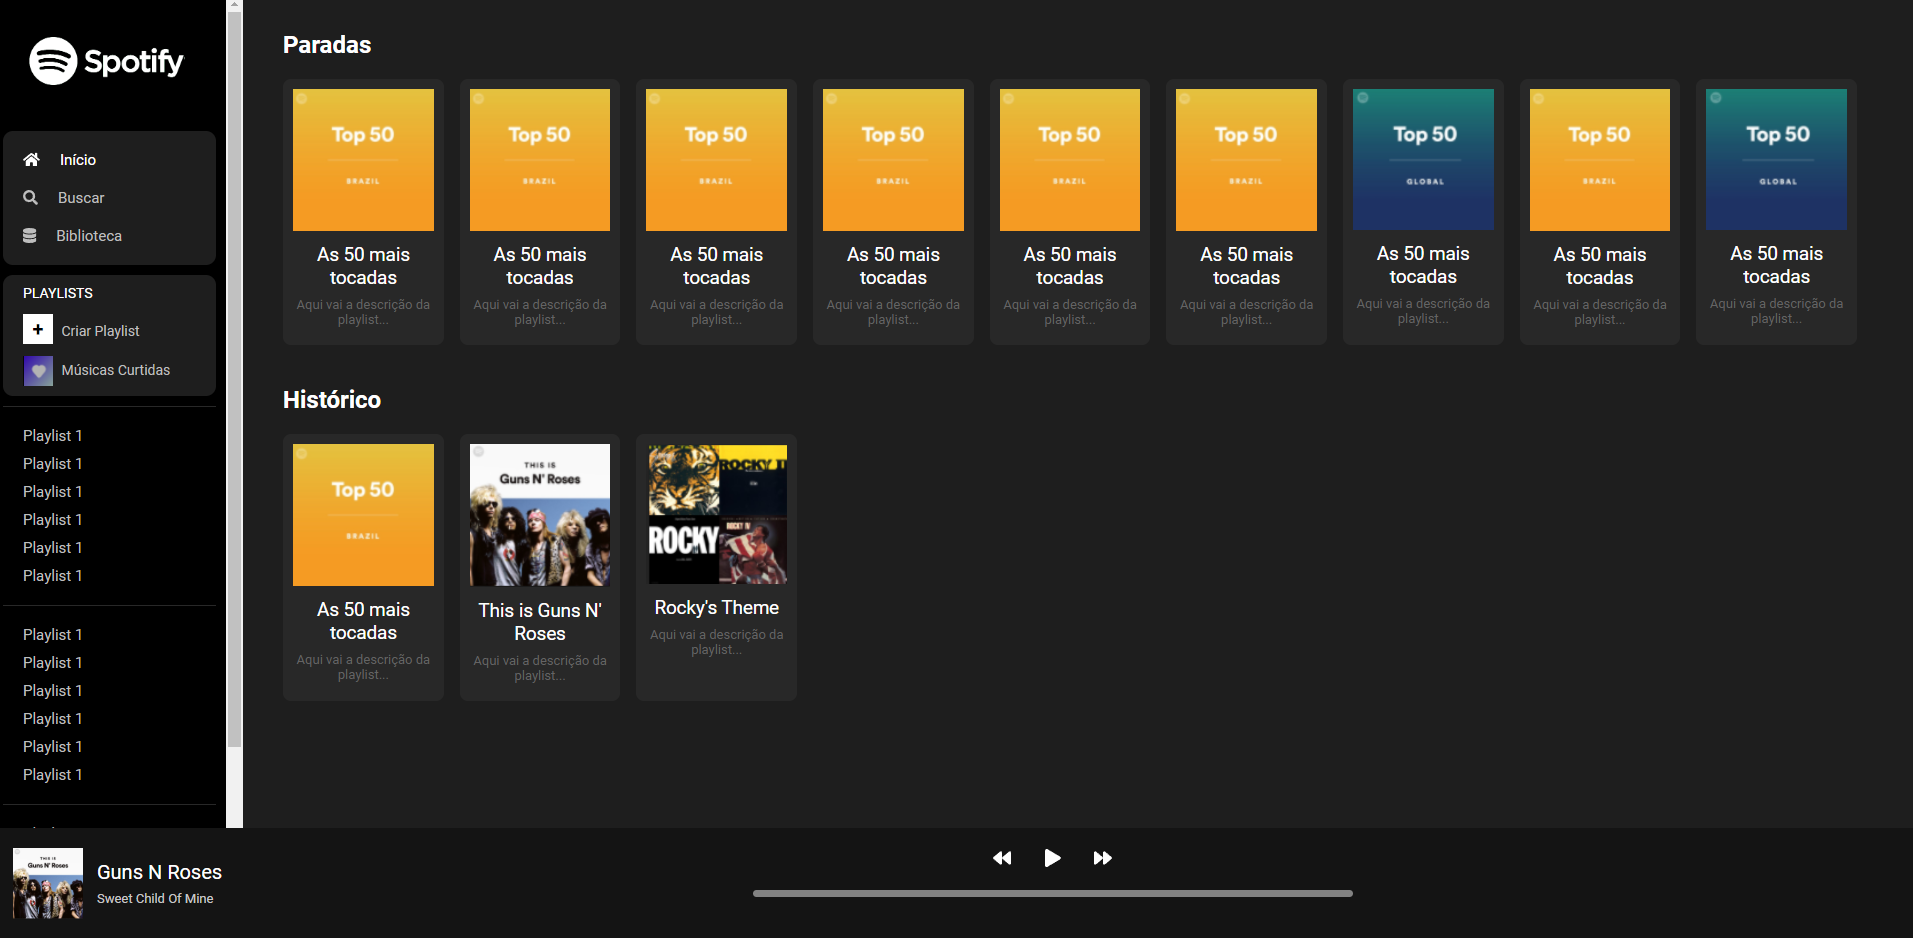 Spotify
Início
Buscar
Biblioteca
PLAYLISTS
Criar Playlist
Músicas Curtidas
Playlist 1
Playlist 1
Playlist 1
Playlist 1
Playlist 1
Playlist 1
Playlist 1
Playlist 1
Playlist 1
Playlist 1
Playlist 1
Playlist 1
Paradas
Top 50
BRAZIL
As 50 mais
tocadas
Aqui vai a descrição da
playlist...
Top 50
BRAZIL
As 50 mais
tocadas
Aqui vai a descrição da
playlist...
Top 50
BRAZIL
As 50 mais
tocadas
Aqui vai a descrição da
playlist...
Top 50
BRAZIL
As 50 mais
tocadas
Aqui vai a descrição da
playlist...
Top 50
BRAZIL
As 50 mais
tocadas
Aqui vai a descrição da
playlist...
Top 50
BRAZIL
As 50 mais
tocadas
Aqui vai a descrição da
playlist...
Top 50
GLOBAL
As 50 mais
tocadas
Aqui vai a descrição da
playlist...
Top 50
BRAZIL
As 50 mais
tocadas
Aqui vai a descrição da
playlist...
Top 50
GLOBAL
As 50 mais
tocadas
Aqui vai a descrição da
playlist...
Histórico
Top 50
BRAZIL
As 50 mais
tocadas
Aqui vai a descrição da
playlist...
THIS IS
Guns N' Roses
This is Guns N'
Roses
Aqui vai a descrição da
playlist...
ROCKY
ROCKY IV
Rocky's Theme
Aqui vai a descrição da
playlist...
THIS IS
Guns N' Roses
Guns N Roses
Sweet Child Of Mine